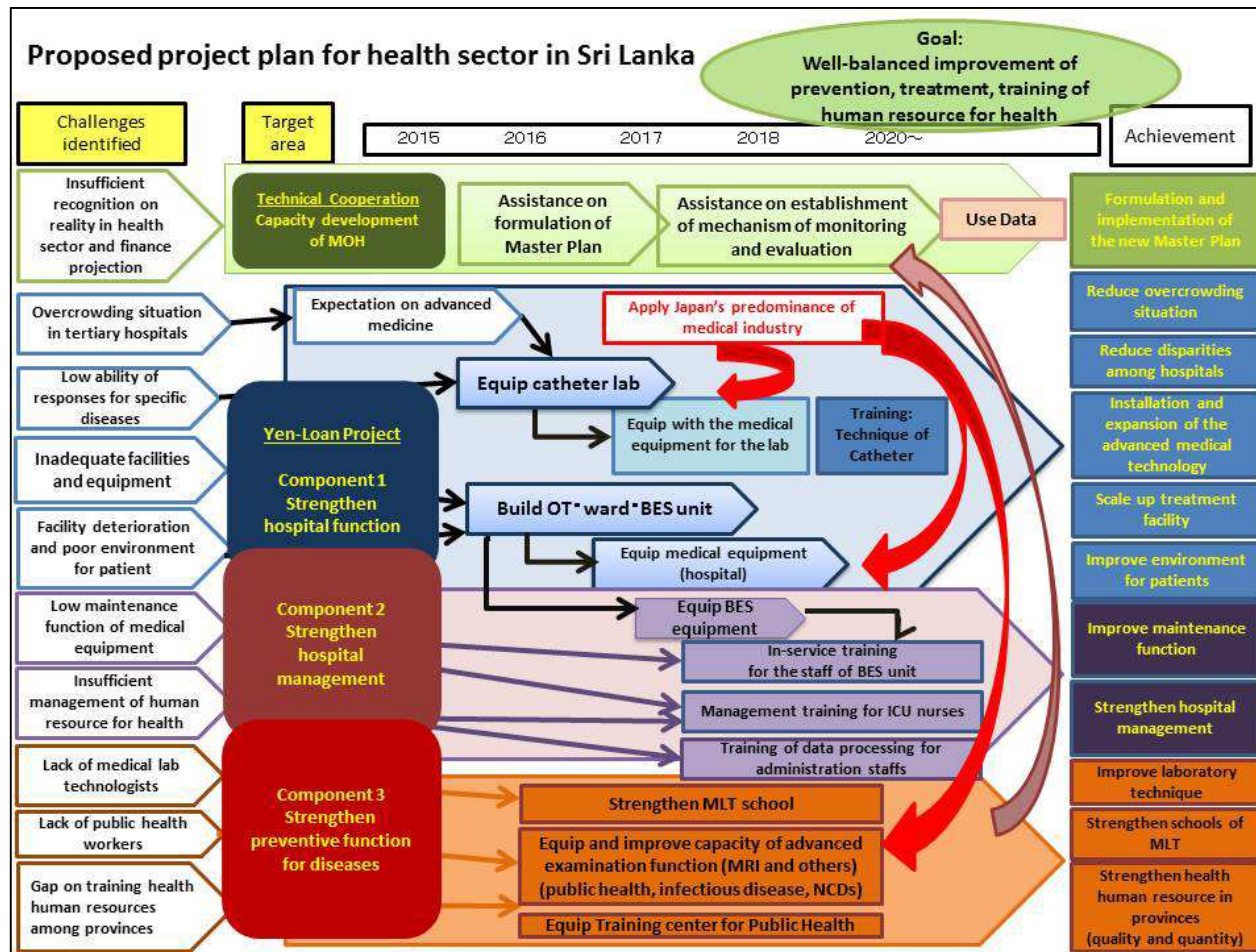 Proposed project plan for health sector in Sri Lanka
Goal:
Well-balanced improvement of
prevention, treatment, training of
human resource for health
Challenges
identified
Target
area
2015
2016
2017
2018
2020~
Achievement
Insufficient
recognition on
reality in health
sector and finance
projection
Technical Cooperation
Capacity development
of MOH
Assistance on
formulation of
Master Plan
Assistance on establishment
of mechanism of monitoring
and evaluation
Use Data
Formulation and
implementation of
the new Master Plan
Overcrowding situation
in tertiary hospitals
Expectation on advanced
medicine
Apply Japan's predominance of
medical industry
Reduce overcrowding
situation
Low ability of
responses for specific
diseases
Equip catheter lab
Reduce disparities
among hospitals
Equip with the medical
equipment for the lab
Training:
Technique of
Catheter
Installation and
expansion of the
advanced medical
technology
Inadequate facilities
and equipment
Yen-Loan Project
Component 1
Strengthen
hospital function
Build OT▪ward▪BES unit
Scale up treatment
facility
Facility deterioration
and poor environment
for patient
Equip medical equipment
(hospital)
Improve environment
for patients
Low maintenance
function of medical
equipment
Component 2
Strengthen
hospital
management
Equip BES
equipment
Improve maintenance
function
In-service training
for the staff of BES unit
Insufficient
management of human
resource for health
Management training for ICU nurses
Strengthen hospital
management
Training of data processing for
administration staffs
Lack of medical lab
technologists
Component 3
Strengthen
preventive function
for diseases
Strengthen MLT school
Improve laboratory
technique
Lack of public health
workers
Equip and improve capacity of advanced
examination function (MRI and others)
(public health, infectious disease, NCDs)
Strengthen schools of
MLT
Gap on training health
human resources
among provinces
Equip Training center for Public Health
Strengthen health
human resource in
provinces
(quality and quantity)